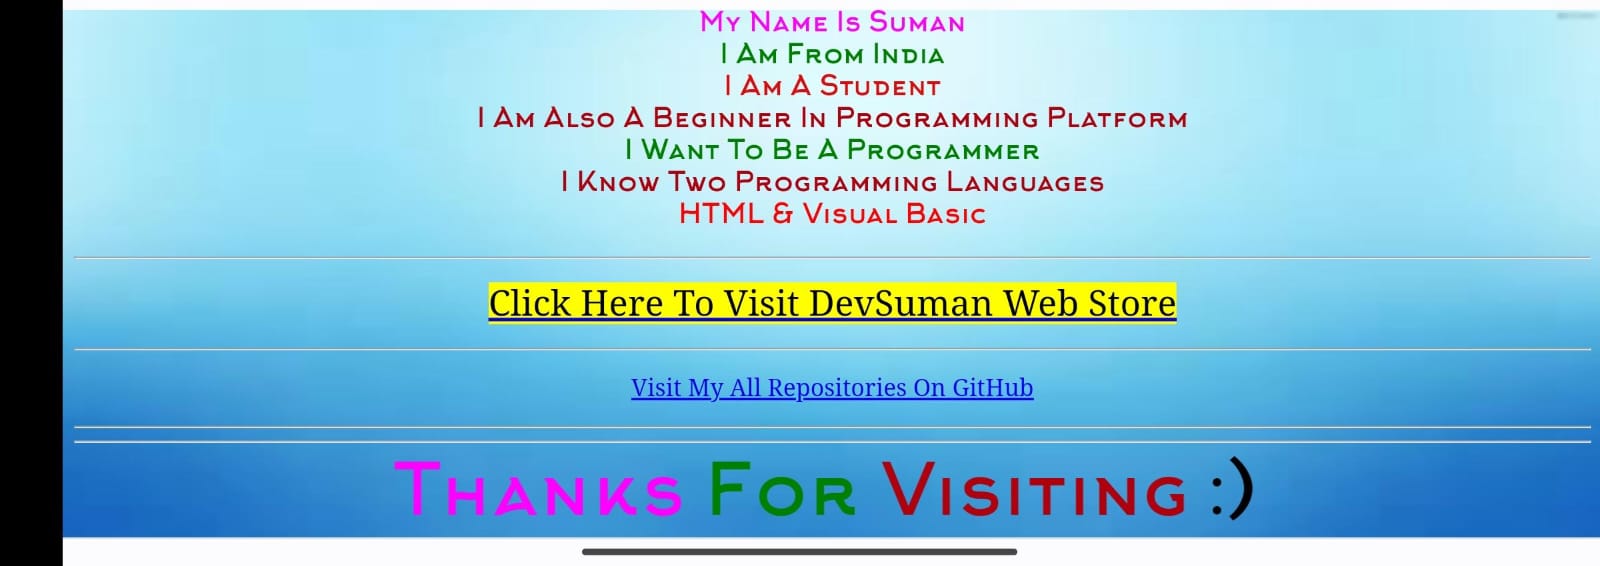 My Name Is Suman
I Am From India
I Am A Student
I Am Also A Beginner In Programming Platform
I Want To Be A Programmer
I Know Two Programming Languages
HTML & Visual Basic
Click Here To Visit DevSuman Web Store
Visit My All Repositories On GitHub
Thanks For Visiting :)